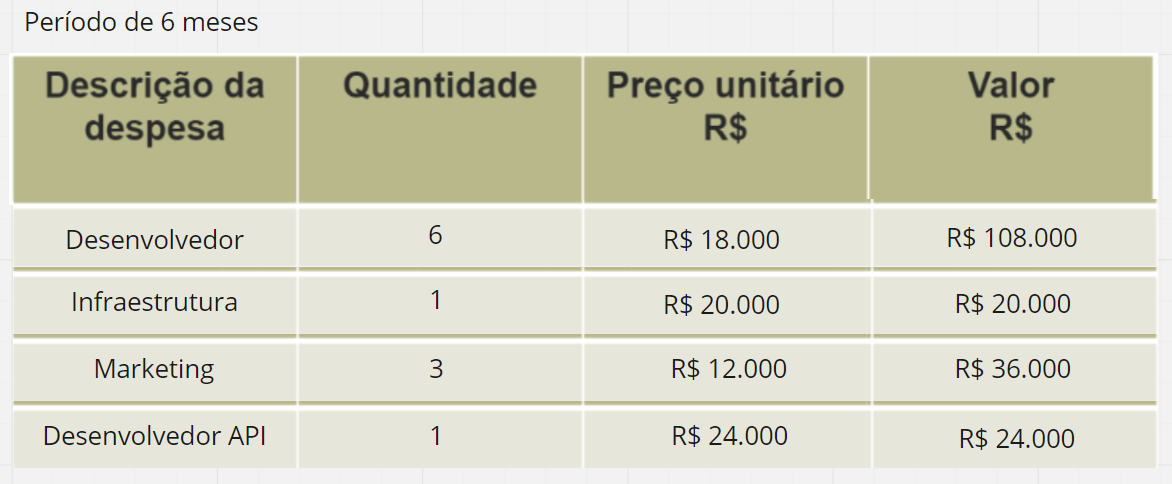 Período de 6 meses
Descrição da despesa Quantidade Preço unitário R$ Valor R$
Desenvolvedor 6 R$ 18.000 R$ 108.000
Infraestrutura 1 R$ 20.000 R$ 20.000
Marketing 3 R$ 12.000 R$ 36.000
Desenvolvedor API 1 R$ 24.000 R$ 24.000